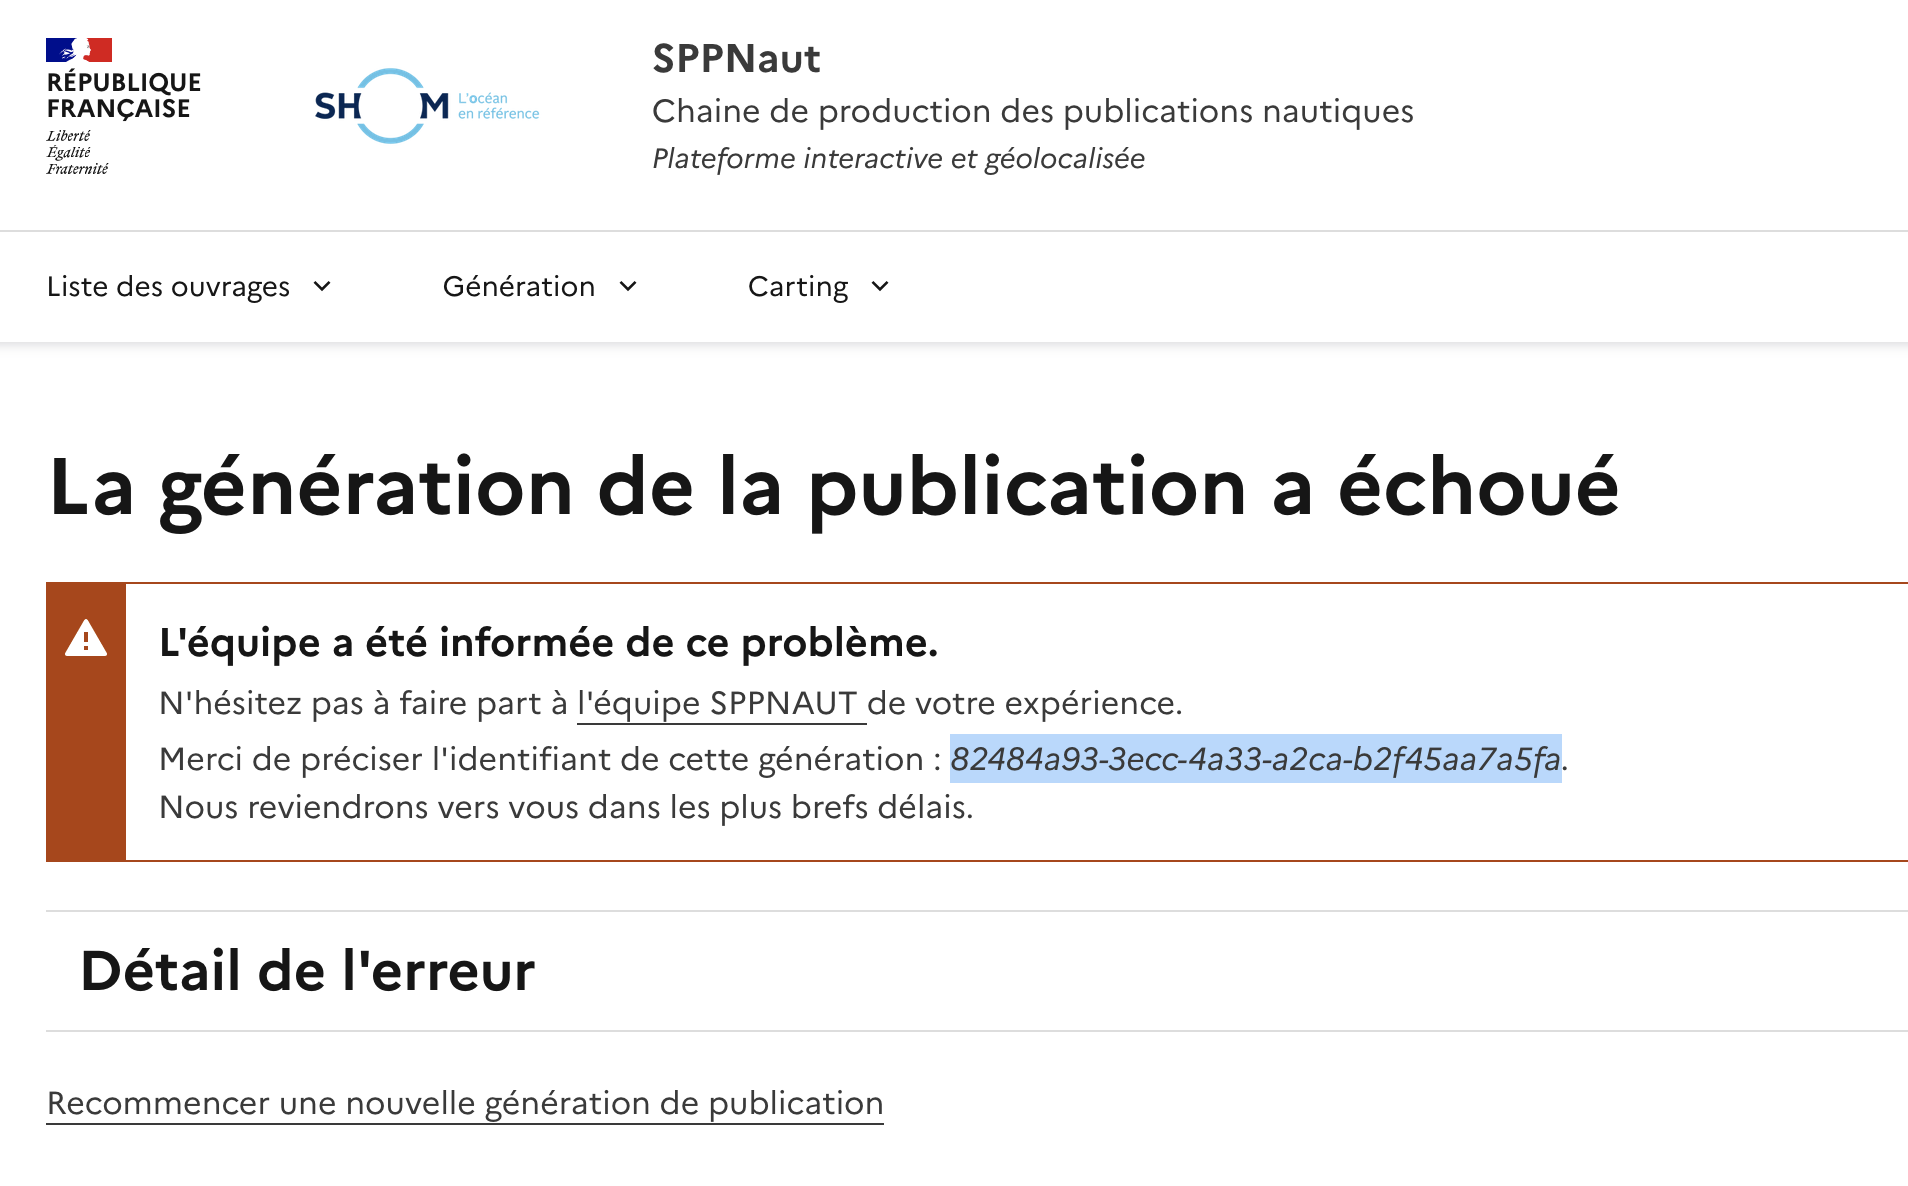 RÉPUBLIQUE
FRANÇAISE
Liberté
Égalité
Fraternité
SHOM L'océan
en référence
SPPNaut
Chaine de production des publications nautiques
Plateforme interactive et géolocalisée
Liste des ouvrages Génération Carting
La génération de la publication a échoué
L'équipe a été informée de ce problème.
N'hésitez pas à faire part à l'équipe SPPNAUT de votre expérience.
Merci de préciser l'identifiant de cette génération : 82484a93-3ecc-4a33-a2ca-b2f45aa7a5fa.
Nous reviendrons vers vous dans les plus brefs délais.
Détail de l'erreur
Recommencer une nouvelle génération de publication